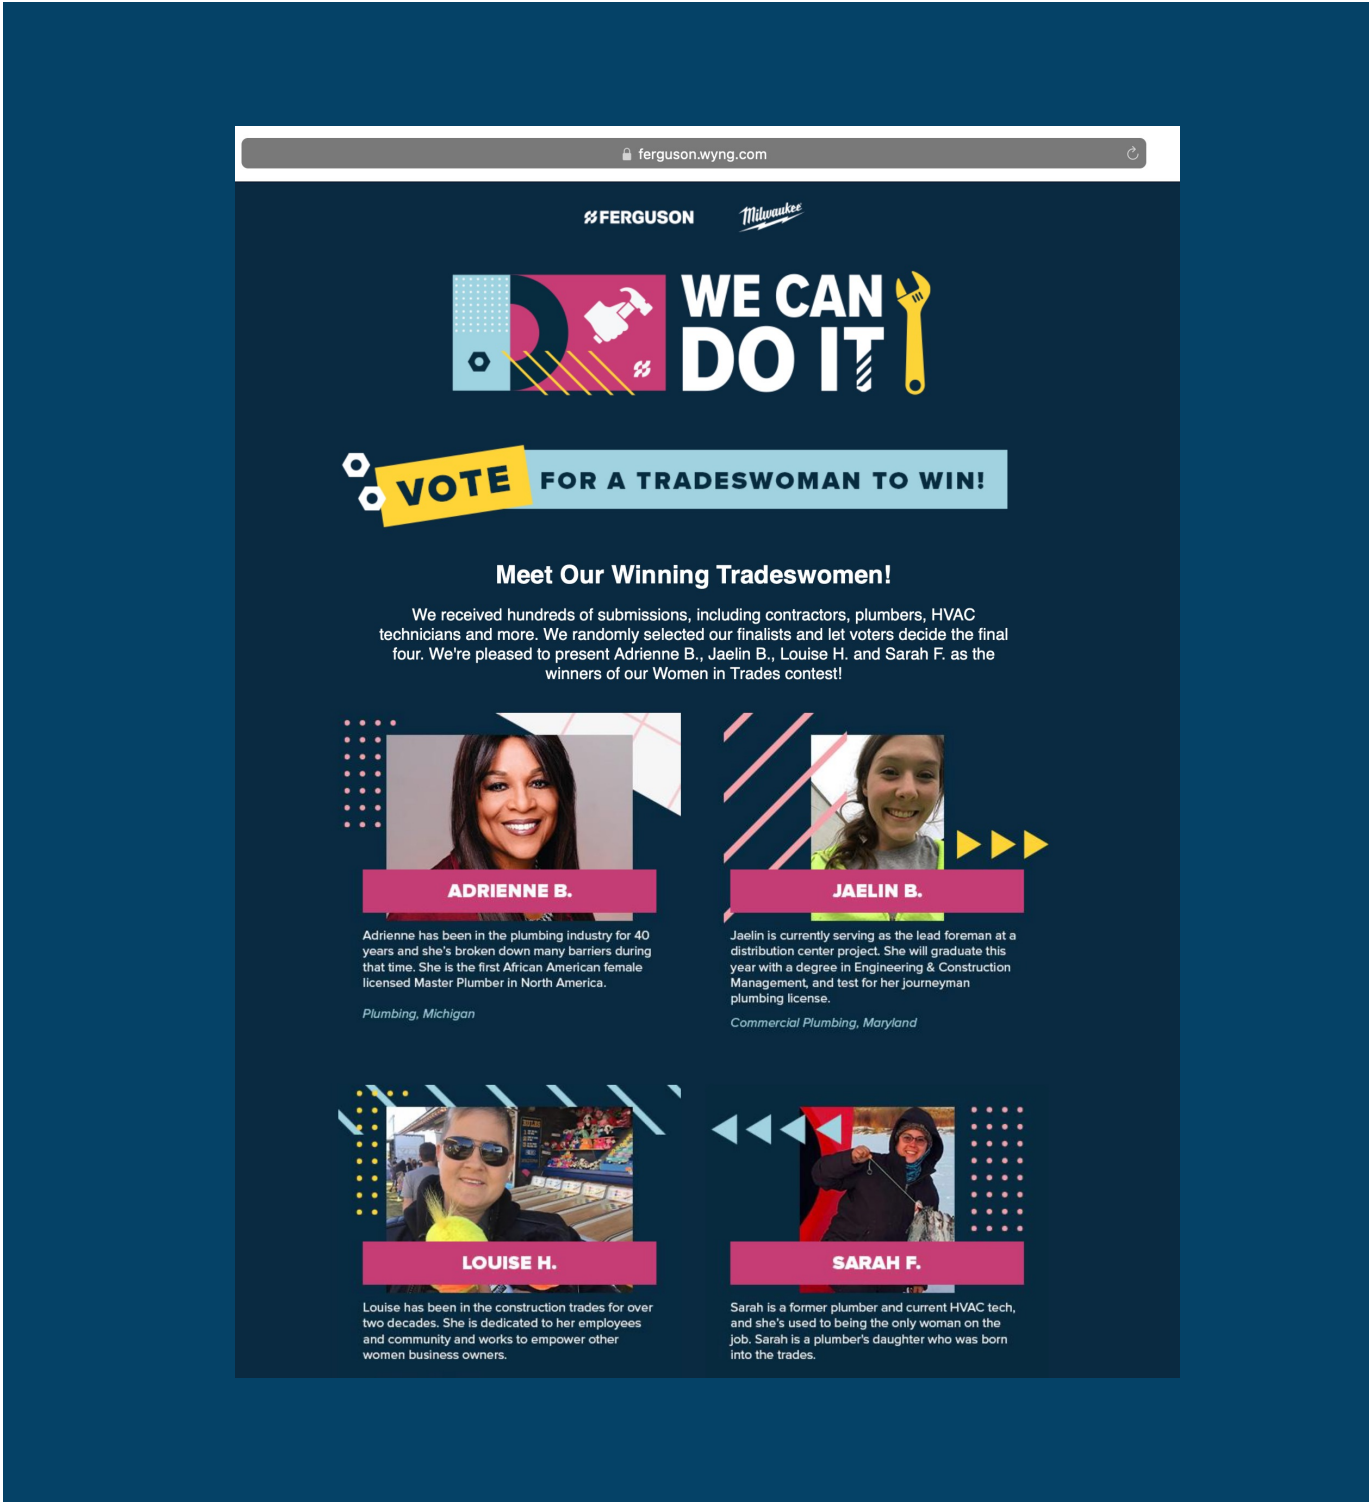 ferguson.wyng.com
FERGUSON
Milwaukee
WE CAN
DO IT
VOTE FOR A TRADESWOMAN TO WIN!
Meet Our Winning Tradeswomen!
We received hundreds of submissions, including contractors, plumbers, HVAC
technicians and more. We randomly selected our finalists and let voters decide the final
four. We're pleased to present Adrienne B., Jaelin B., Louise H. and Sarah F. as the
winners of our Women in Trades contest!
ADRIENNE B.
Adrienne has been in the plumbing industry for 40
years and she's broken down many barriers during
that time. She is the first African American female
licensed Master Plumber in North America.
Plumbing, Michigan
JAELIN B.
Jaelin is currently serving as the lead foreman at a
distribution center project. She will graduate this
year with a degree in Engineering & Construction
Management, and test for her journeyman
plumbing license.
Commercial Plumbing, Maryland
RULES
LOUISE H.
Louise has been in the construction trades for over
two decades. She is dedicated to her employees
and community and works to empower other
women business owners.
SARAH F.
Sarah is a former plumber and current HVAC tech,
and she's used to being the only woman on the
job. Sarah is a plumber's daughter who was born
into the trades.